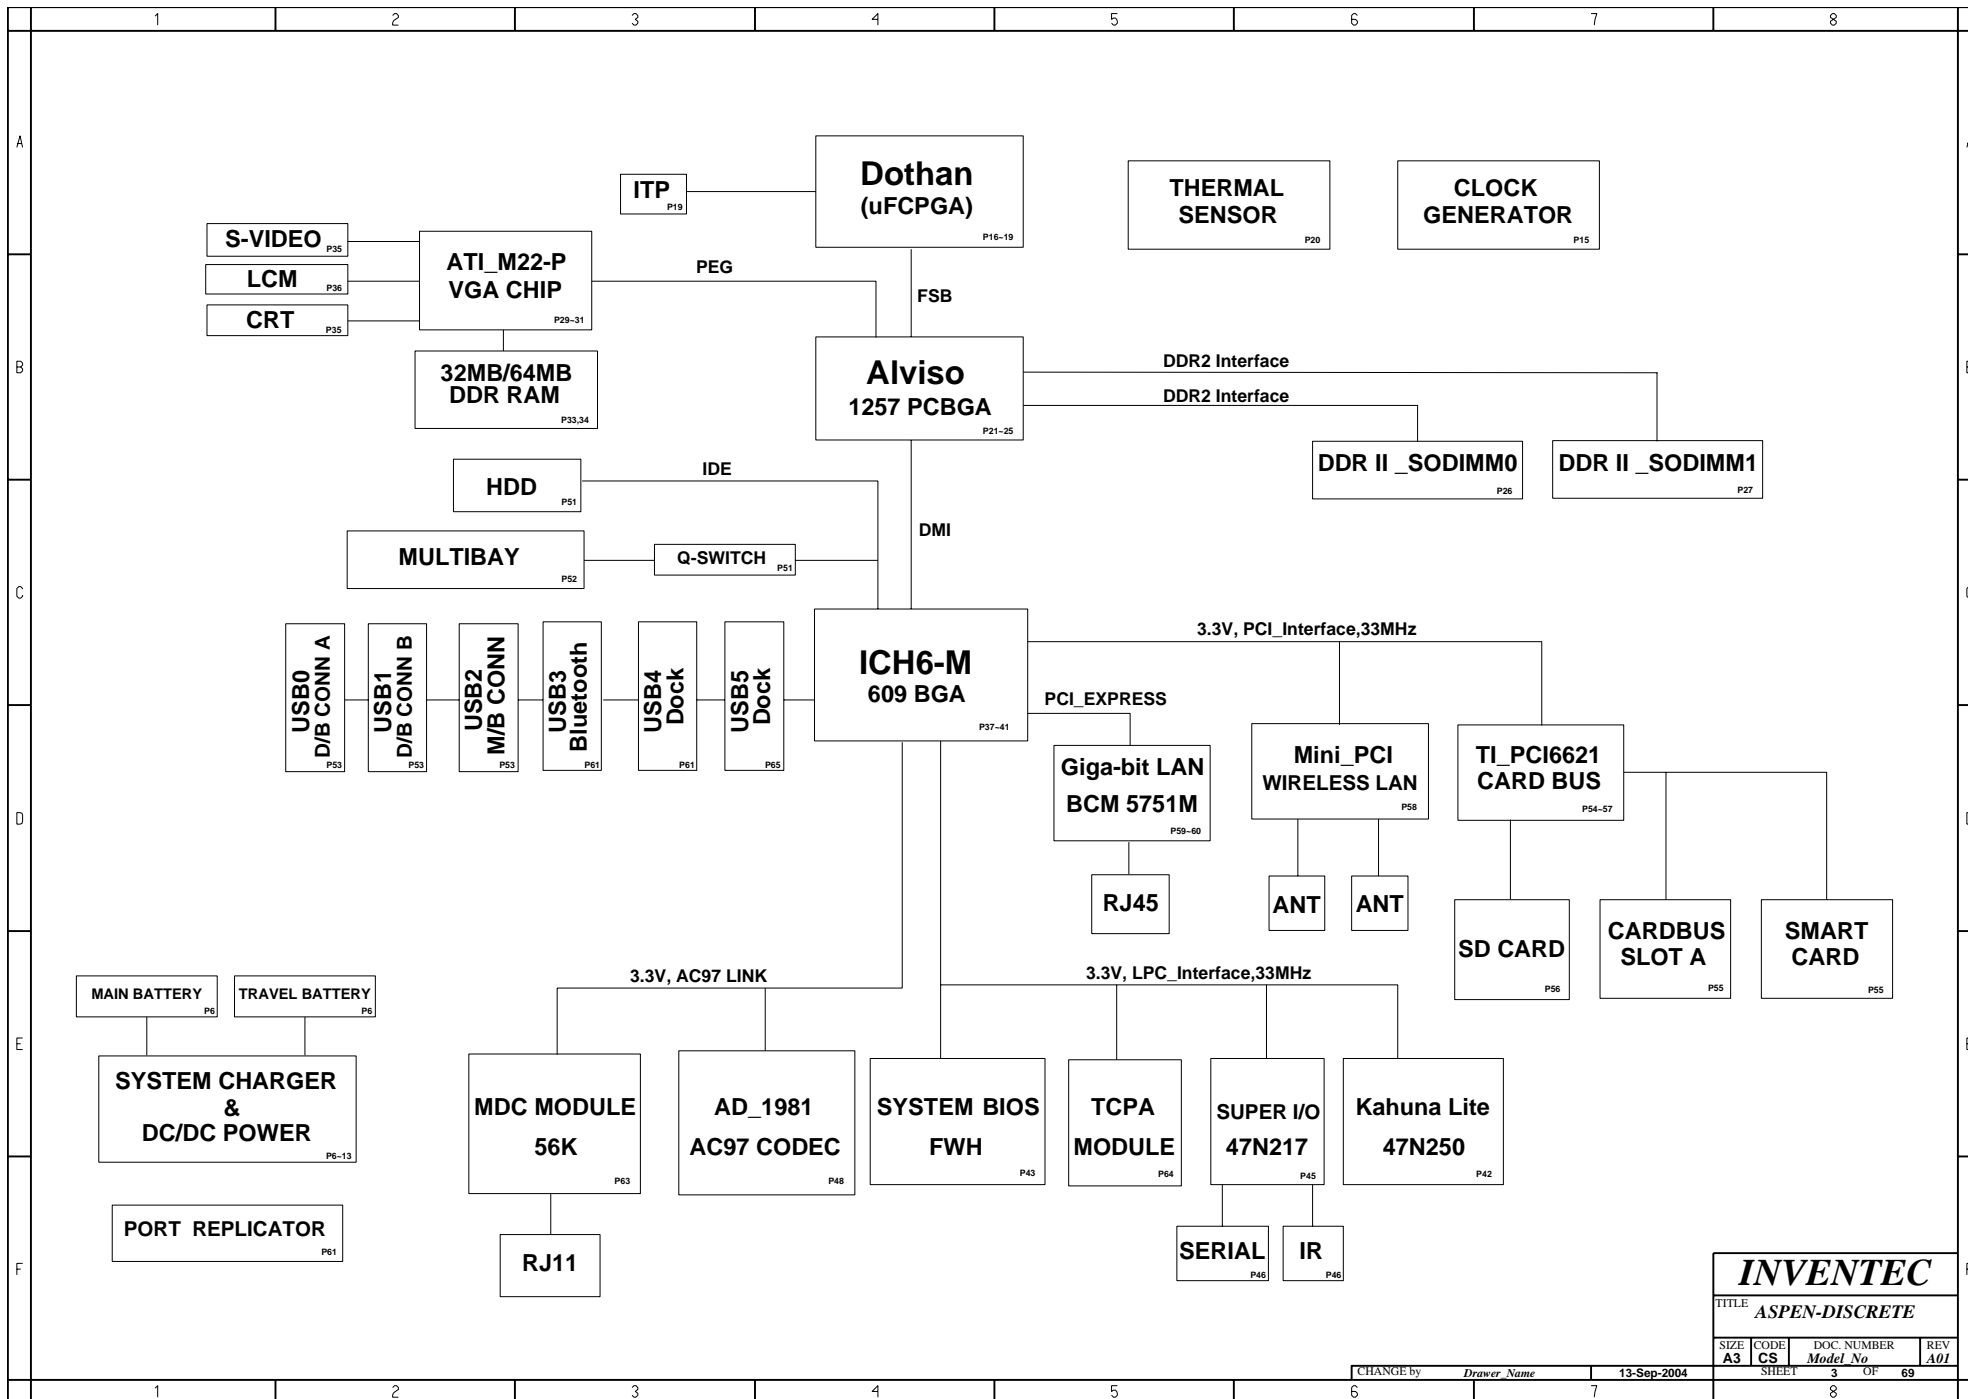 1 2 3 4 5 6 7 8
A
B
C
D
E
F
Dothan
(uFCPGA)
P16~19
ITP
P19
THERMAL
SENSOR
P20
CLOCK
GENERATOR
P15
S-VIDEO
P35
LCM
P36
CRT
P35
ATI_M22-P
VGA CHIP
P29~31
PEG
FSB
32MB/64MB
DDR RAM
P33,34
Alviso
1257 PCBGA
P21~25
DDR2 Interface
DDR2 Interface
DDR II _SODIMM0
P26
DDR II _SODIMM1
P27
HDD
P51
IDE
DMI
MULTIBAY
P52
Q-SWITCH
P51
USB0
D/B CONN A
P53
USB1
D/B CONN B
P53
USB2
M/B CONN
P53
USB3
Bluetooth
P61
USB4
Dock
P61
USB5
Dock
P65
ICH6-M
609 BGA
P37~41
3.3V, PCI_Interface,33MHz
PCI_EXPRESS
Giga-bit LAN
BCM 5751M
P59~60
Mini_PCI
WIRELESS LAN
P58
TI_PCI6621
CARD BUS
P54~57
RJ45
ANT
ANT
SD CARD
P56
CARDBUS
SLOT A
P55
SMART
CARD
P55
3.3V, AC97 LINK
3.3V, LPC_Interface,33MHz
MAIN BATTERY
P6
TRAVEL BATTERY
P6
SYSTEM CHARGER
&
DC/DC POWER
P6~13
MDC MODULE
56K
P63
AD_1981
AC97 CODEC
P48
SYSTEM BIOS
FWH
P43
TCPA
MODULE
P64
SUPER I/O
47N217
P45
Kahuna Lite
47N250
P42
PORT REPLICATOR
P61
RJ11
SERIAL
P46
IR
P46
INVENTEC
TITLE
ASPEN-DISCRETE
SIZE CODE DOC. NUMBER REV
A3 CS Model_No A01
CHANGE by Drawer_Name 13-Sep-2004 SHEET 3 OF 69
1 2 3 4 5 6 7 8